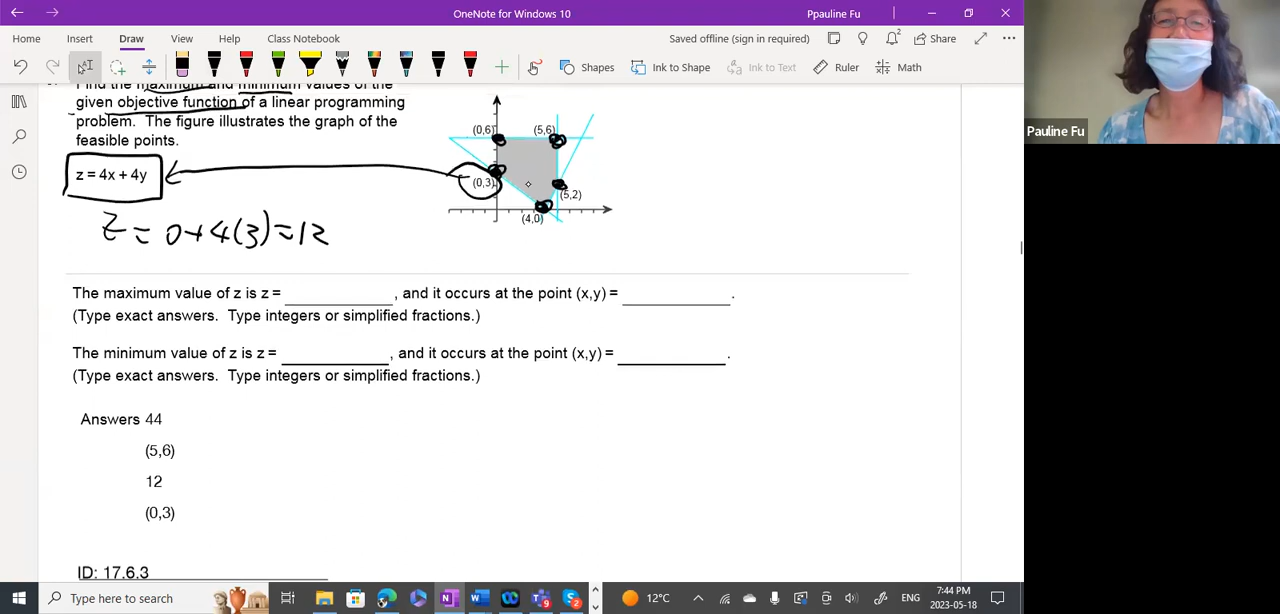 OneNote for Windows 10
Ppauline Fu
Home Insert Draw View Help Class Notebook
Saved offline (sign in required)
Share
Shapes Ink to Shape Ink to Text Ruler Math
Find the maximum and minimum values of the
given objective function of a linear programming
problem. The figure illustrates the graph of the
feasible points.
z = 4x + 4y
z = 0+4(3)=12
(0,6)
(5,6)
(0,3)
(5,2)
(4,0)
The maximum value of z is z = ____________, and it occurs at the point (x,y) = ____________.
(Type exact answers. Type integers or simplified fractions.)
The minimum value of z is z = ____________, and it occurs at the point (x,y) = ____________.
(Type exact answers. Type integers or simplified fractions.)
Answers 44
(5,6)
12
(0,3)
ID: 17.6.3
Pauline Fu
Type here to search
12°C
ENG
7:44 PM
2023-05-18